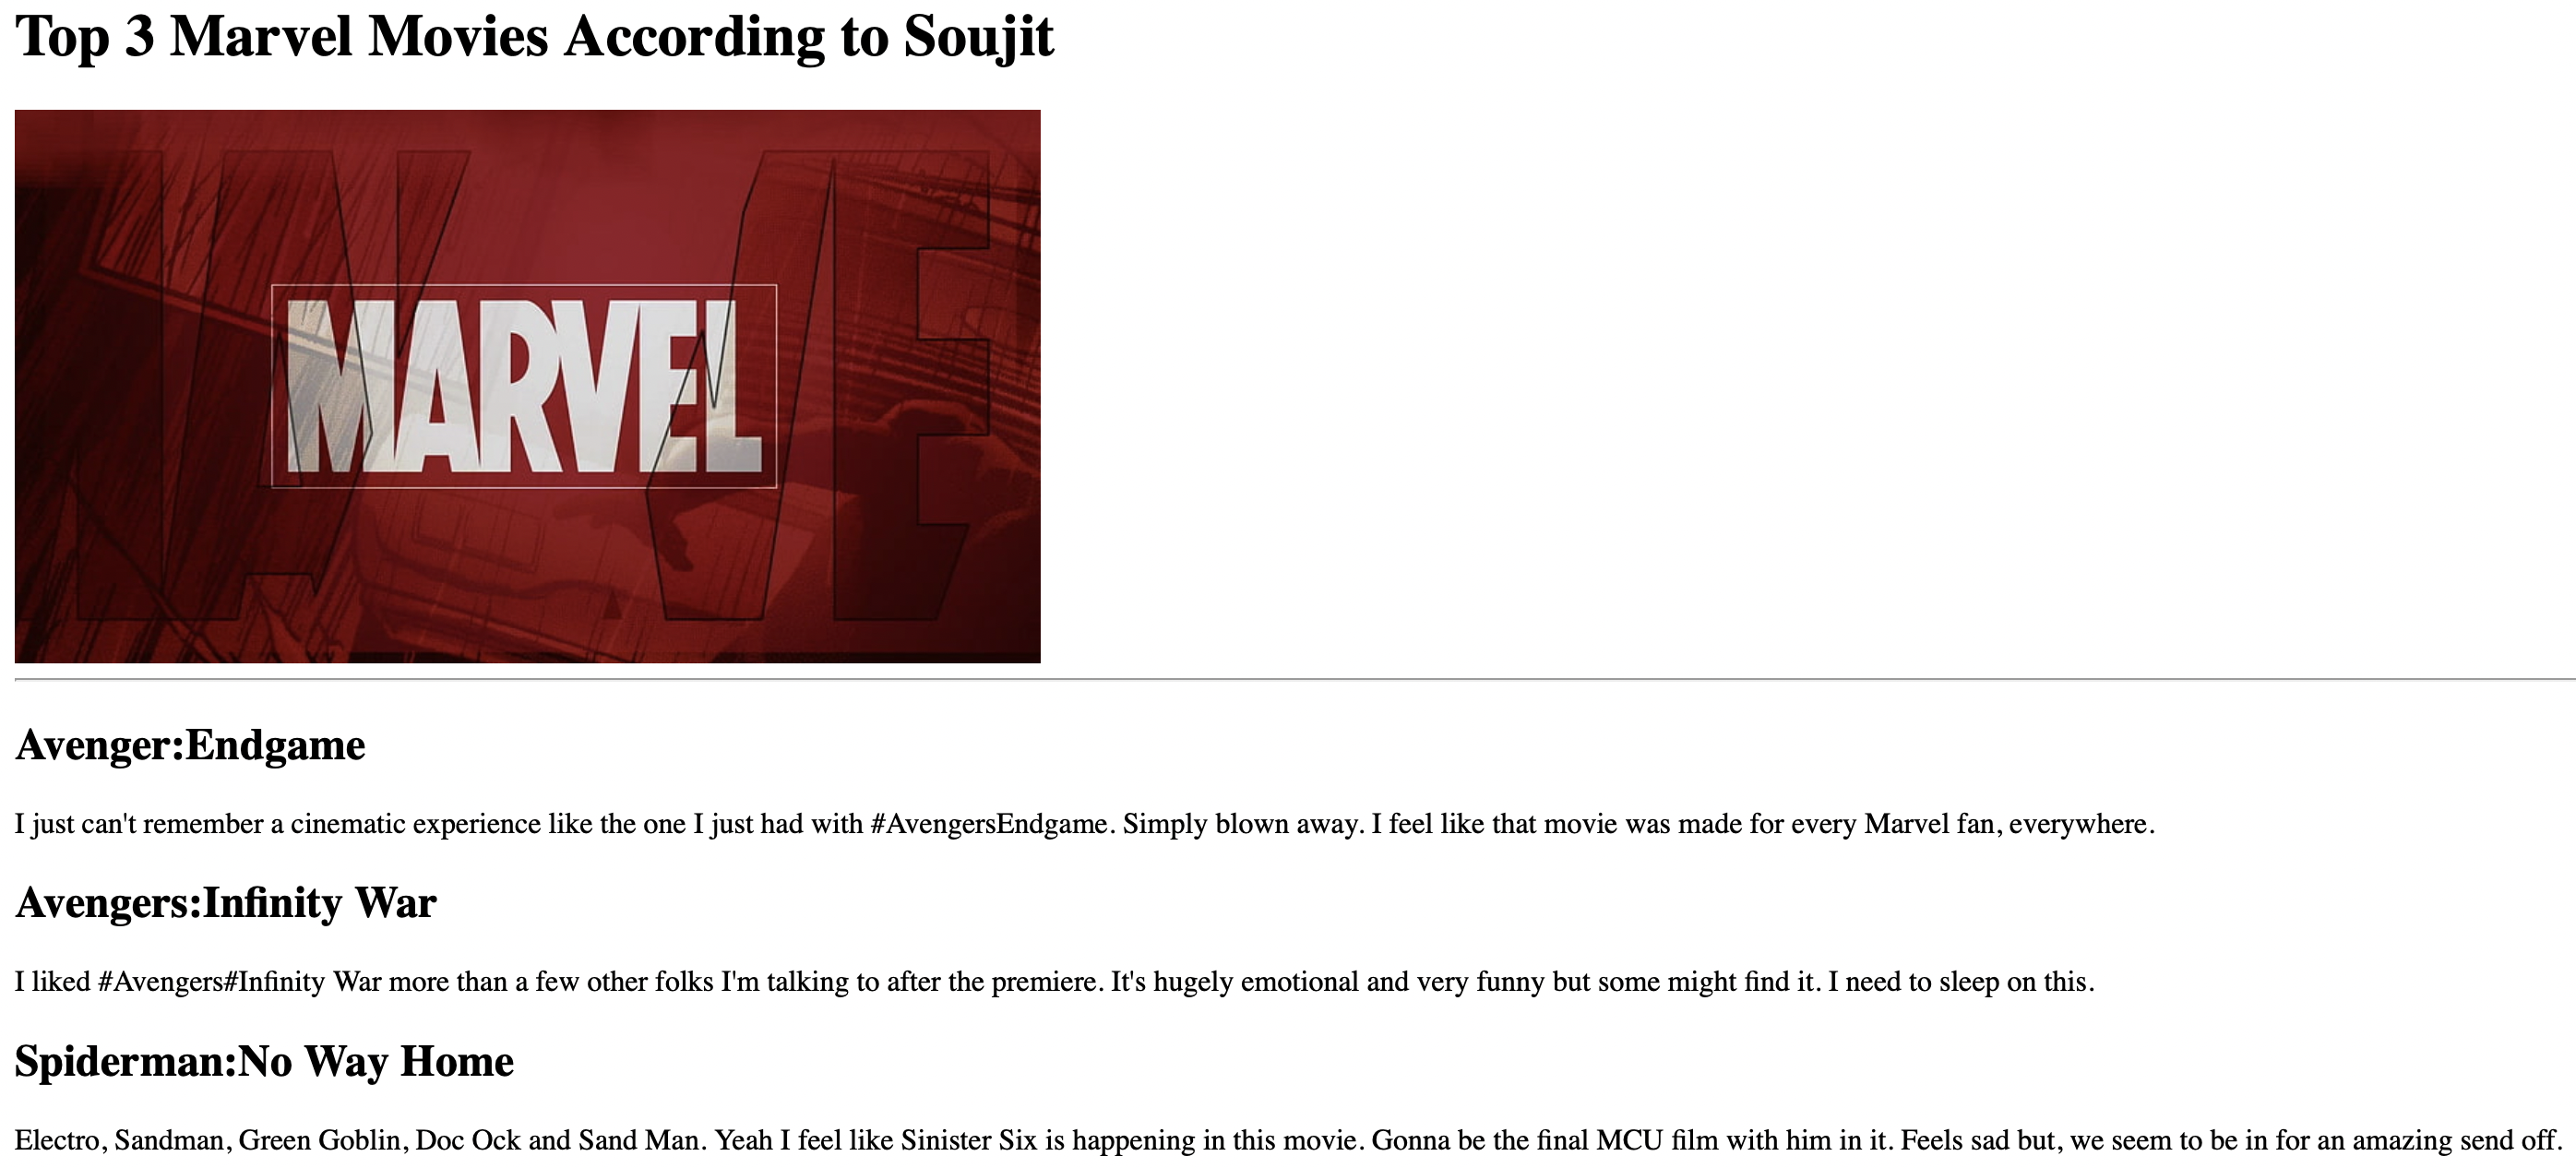 Top 3 Marvel Movies According to Soujit
MARVEL
Avenger:Endgame
I just can't remember a cinematic experience like the one I just had with #AvengersEndgame. Simply blown away. I feel like that movie was made for every Marvel fan, everywhere.
Avengers:Infinity War
I liked #Avengers#Infinity War more than a few other folks I'm talking to after the premiere. It's hugely emotional and very funny but some might find it. I need to sleep on this.
Spiderman:No Way Home
Electro, Sandman, Green Goblin, Doc Ock and Sand Man. Yeah I feel like Sinister Six is happening in this movie. Gonna be the final MCU film with him in it. Feels sad but, we seem to be in for an amazing send off.